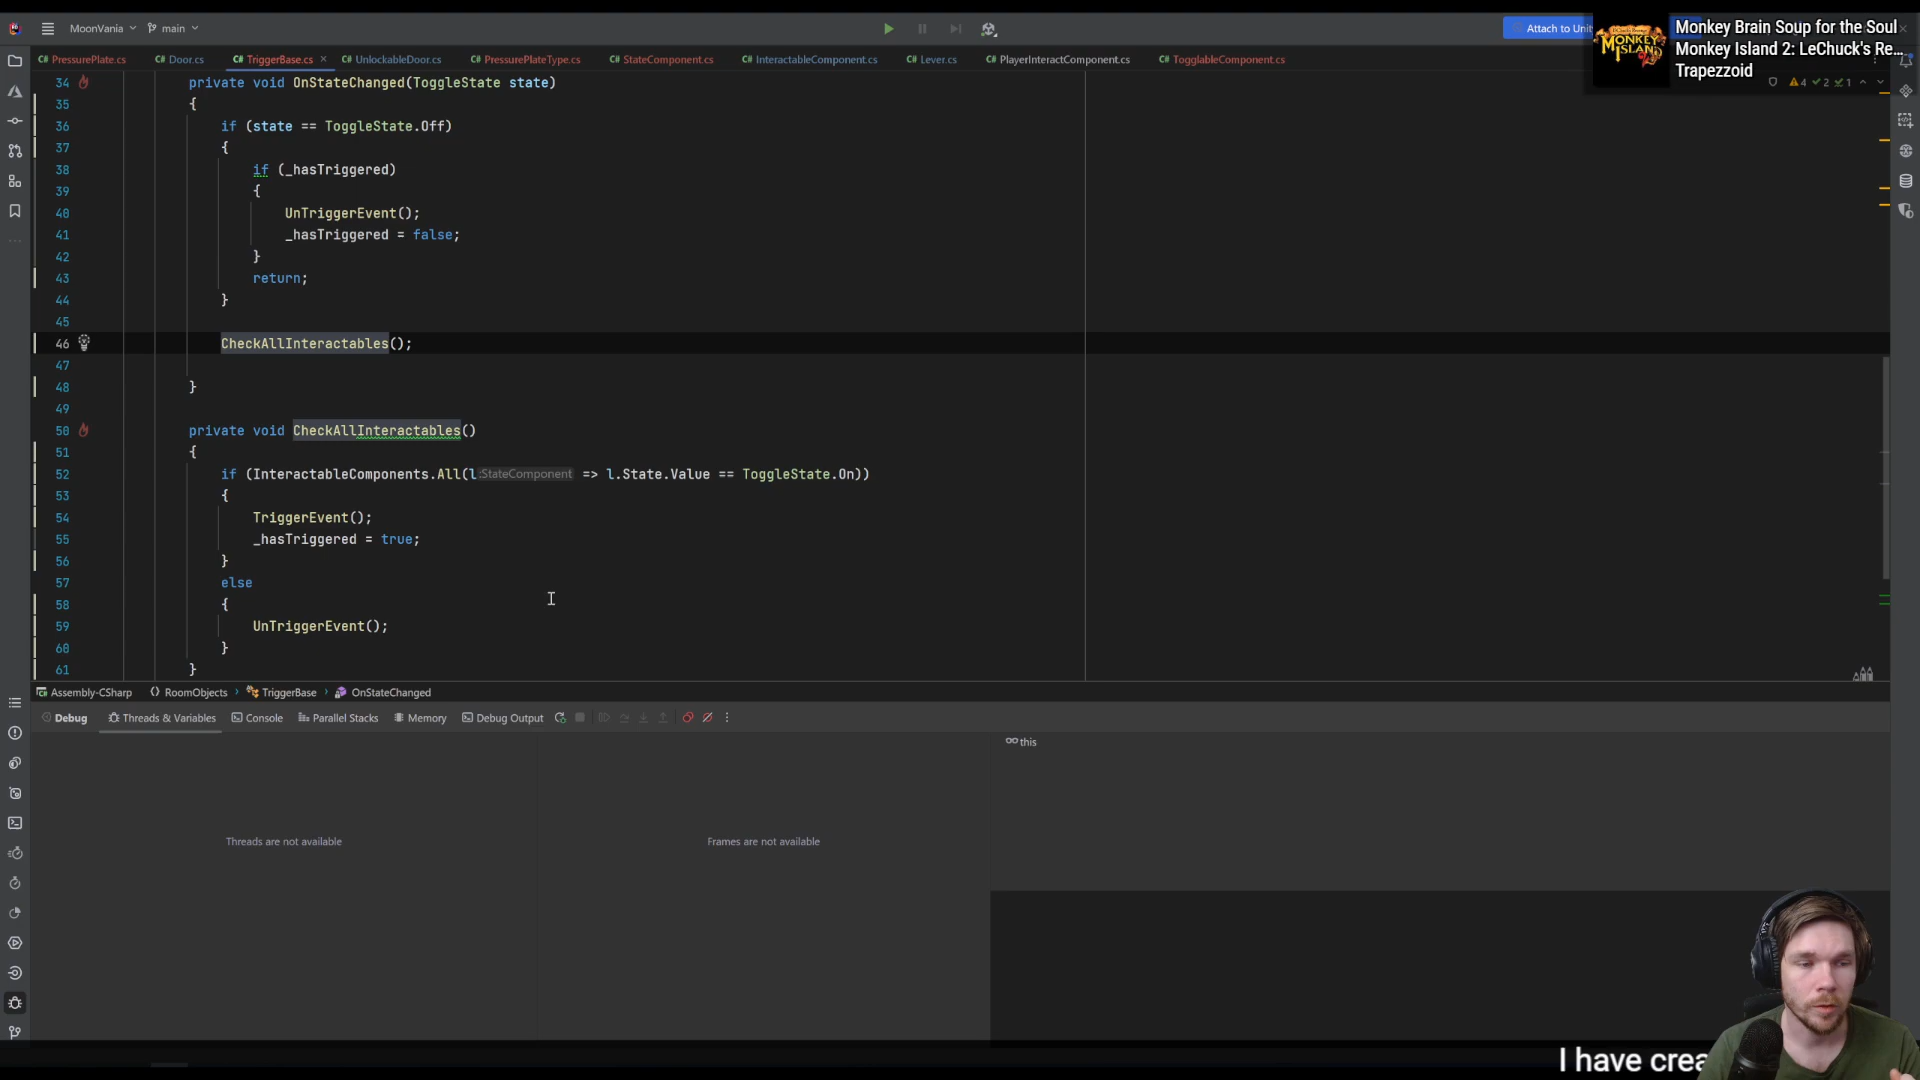 MoonVania
main
Attach to Unit
Monkey Brain Soup for the Soul
Monkey Island 2: LeChuck's Re...
Trapezzoid
C# PressurePlate.cs
C# Door.cs
C# TriggerBase.cs ×
C# UnlockableDoor.cs
C# PressurePlateType.cs
C# StateComponent.cs
C# InteractableComponent.cs
C# Lever.cs
C# PlayerInteractComponent.cs
C# TogglableComponent.cs
4 2 1
34 private void OnStateChanged(ToggleState state)
35 {
36 if (state == ToggleState.Off)
37 {
38 if (_hasTriggered)
39 {
40 UnTriggerEvent();
41 _hasTriggered = false;
42 }
43 return;
44 }
45
46 CheckAllInteractables();
47
48 }
49
50 private void CheckAllInteractables()
51 {
52 if (InteractableComponents.All(l :StateComponent => l.State.Value == ToggleState.On))
53 {
54 TriggerEvent();
55 _hasTriggered = true;
56 }
57 else
58 {
59 UnTriggerEvent();
60 }
61 }
Assembly-CSharp
RoomObjects
TriggerBase
OnStateChanged
Debug
Threads & Variables
Console
Parallel Stacks
Memory
Debug Output
this
Threads are not available
Frames are not available
I have crea